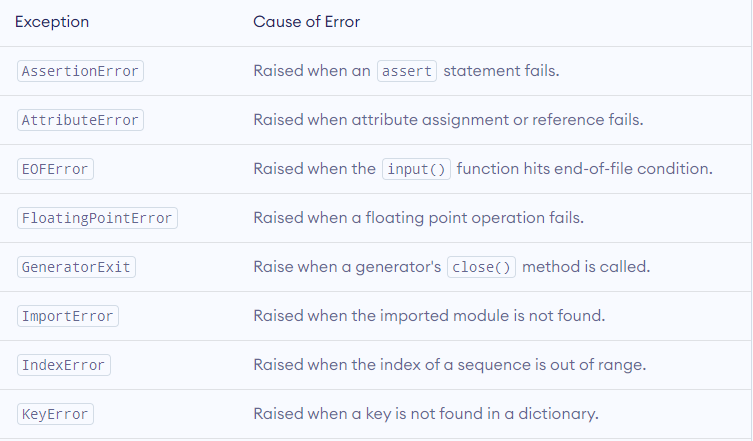 Exception Cause of Error
AssertionError Raised when an assert statement fails.
AttributeError Raised when attribute assignment or reference fails.
EOFError Raised when the input() function hits end-of-file condition.
FloatingPointError Raised when a floating point operation fails.
GeneratorExit Raise when a generator's close() method is called.
ImportError Raised when the imported module is not found.
IndexError Raised when the index of a sequence is out of range.
KeyError Raised when a key is not found in a dictionary.